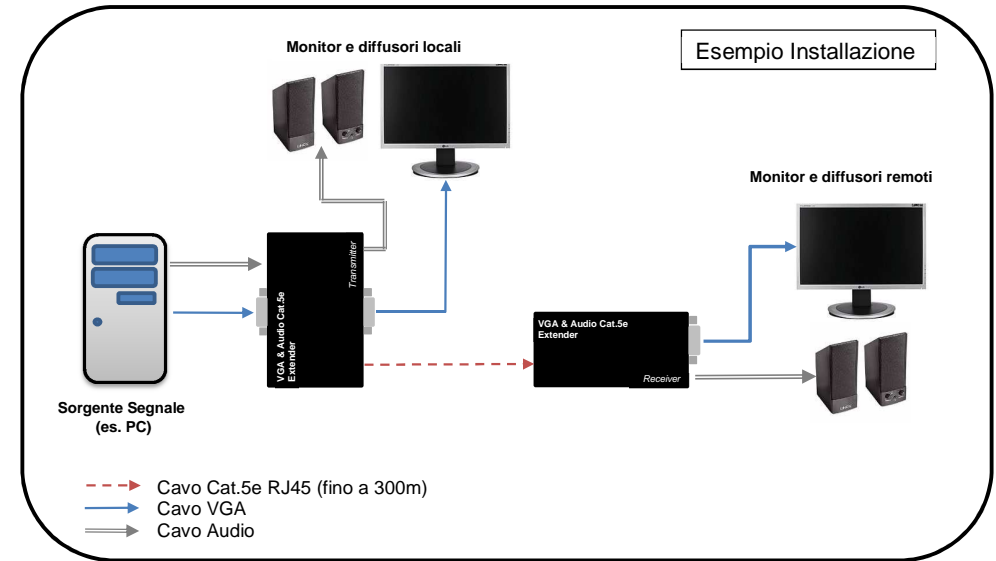 Esempio Installazione
Monitor e diffusori locali
Monitor e diffusori remoti
Transmitter
VGA & Audio Cat.5e
Extender
VGA & Audio Cat.5e
Extender
Receiver
Sorgente Segnale
(es. PC)
Cavo Cat.5e RJ45 (fino a 300m)
Cavo VGA
Cavo Audio